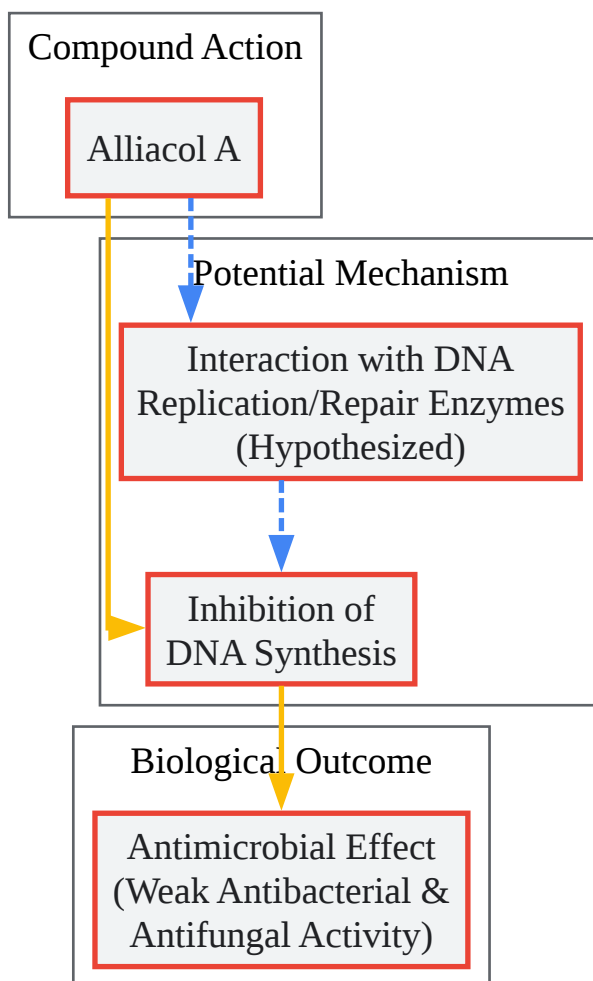 Compound Action
Alliacol A
Potential Mechanism
Interaction with DNA
Replication/Repair Enzymes
(Hypothesized)
Inhibition of
DNA Synthesis
Biological Outcome
Antimicrobial Effect
(Weak Antibacterial &
Antifungal Activity)